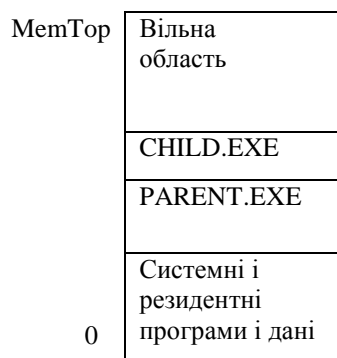 MemTop Вільна
область
CHILD.EXE
PARENT.EXE
Системні і
резидентні
0 програми і дані